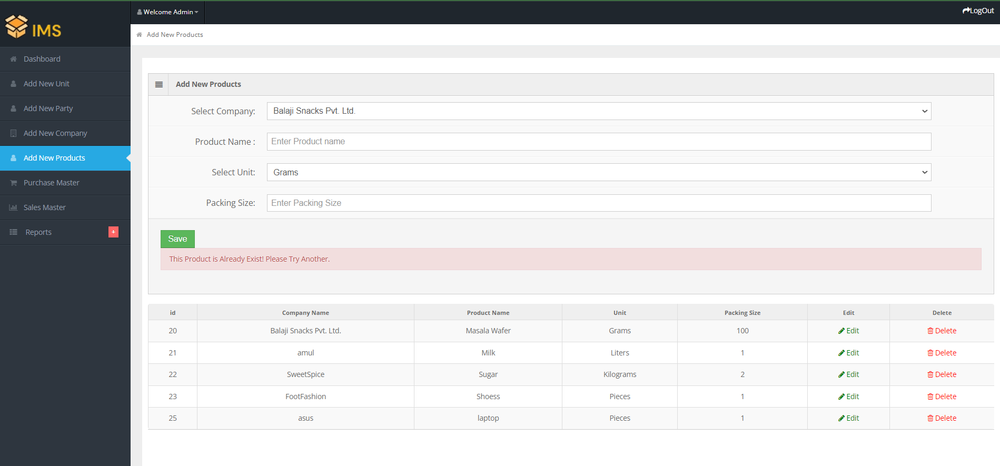 IMS
Welcome Admin
LogOut
Add New Products
Dashboard
Add New Unit
Add New Party
Add New Company
Add New Products
Purchase Master
Sales Master
Reports +
Add New Products
Select Company: Balaji Snacks Pvt. Ltd.
Product Name : Enter Product name
Select Unit: Grams
Packing Size: Enter Packing Size
Save
This Product is Already Exist! Please Try Another.
id Company Name Product Name Unit Packing Size Edit Delete
20 Balaji Snacks Pvt. Ltd. Masala Wafer Grams 100 Edit Delete
21 amul Milk Liters 1 Edit Delete
22 SweetSpice Sugar Kilograms 2 Edit Delete
23 FootFashion Shoess Pieces 1 Edit Delete
25 asus laptop Pieces 1 Edit Delete